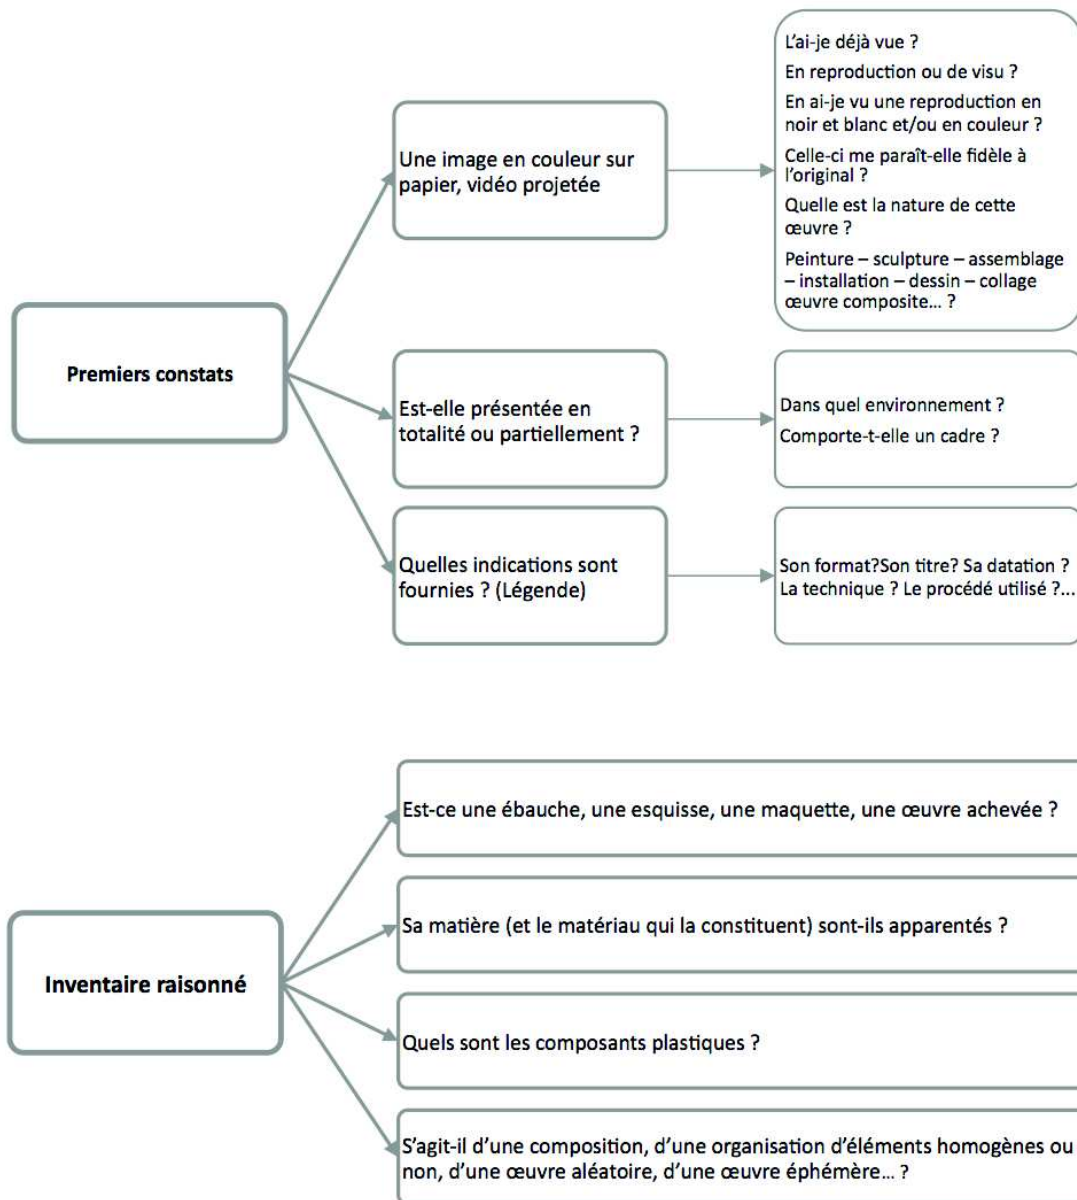 Premiers constats
Une image en couleur sur
papier, vidéo projetée
L'ai-je déjà vue ?
En reproduction ou de visu ?
En ai-je vu une reproduction en
noir et blanc et/ou en couleur ?
Celle-ci me paraît-elle fidèle à
l'original ?
Quelle est la nature de cette
œuvre ?
Peinture – sculpture – assemblage
– installation – dessin – collage
œuvre composite... ?
Est-elle présentée en
totalité ou partiellement ?
Dans quel environnement ?
Comporte-t-elle un cadre ?
Quelles indications sont
fournies ? (Légende)
Son format?Son titre? Sa datation ?
La technique ? Le procédé utilisé ?...
Inventaire raisonné
Est-ce une ébauche, une esquisse, une maquette, une œuvre achevée ?
Sa matière (et le matériau qui la constituent) sont-ils apparentés ?
Quels sont les composants plastiques ?
S'agit-il d'une composition, d'une organisation d'éléments homogènes ou
non, d'une œuvre aléatoire, d'une œuvre éphémère... ?